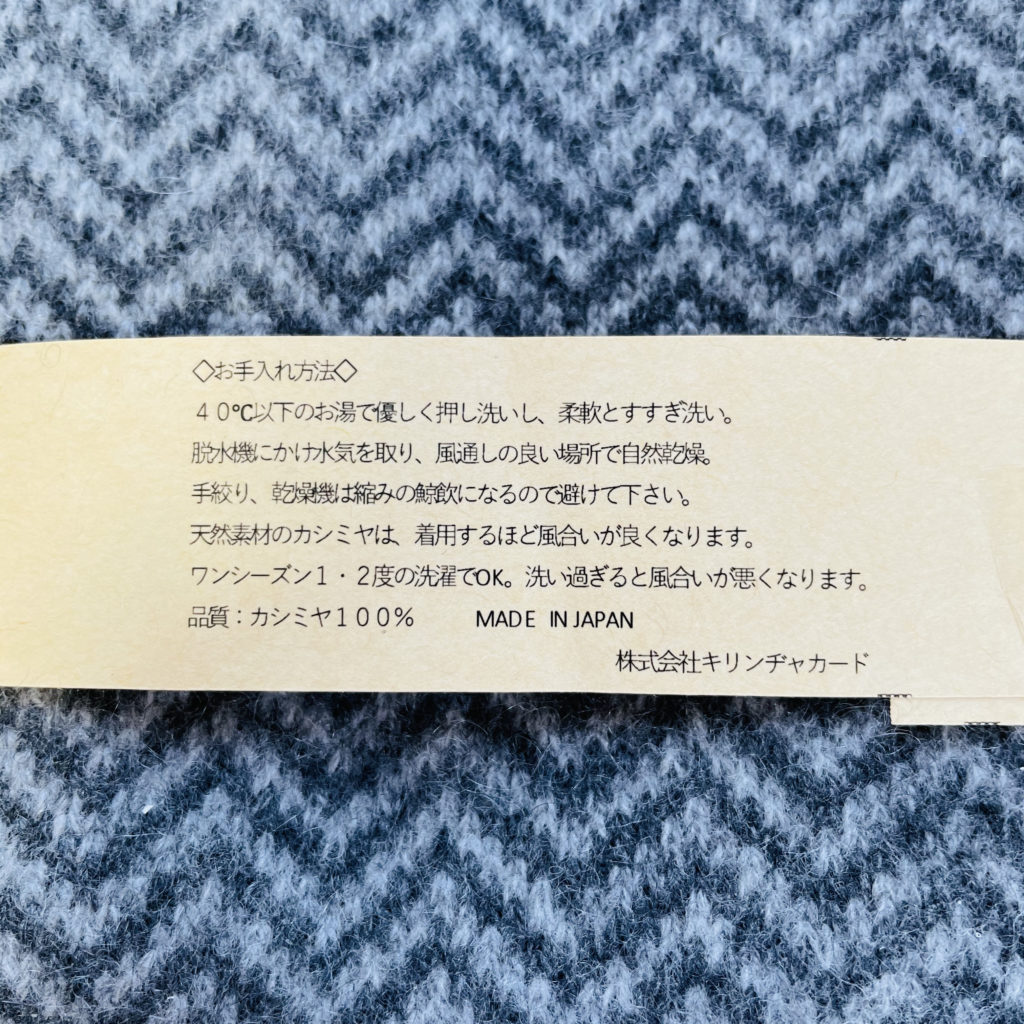 ◇お手入れ方法◇
４０℃以下のお湯で優しく押し洗いし、柔軟とすすぎ洗い。
脱水機にかけ水気を取り、風通しの良い場所で自然乾燥。
手絞り、乾燥機は縮みの鯨飲になるので避けて下さい。
天然素材のカシミヤは、着用するほど風合いが良くなります。
ワンシーズン１・２度の洗濯でOK。洗い過ぎると風合いが悪くなります。
品質：カシミヤ１００％　MADE IN JAPAN
株式会社キリンヂャカード